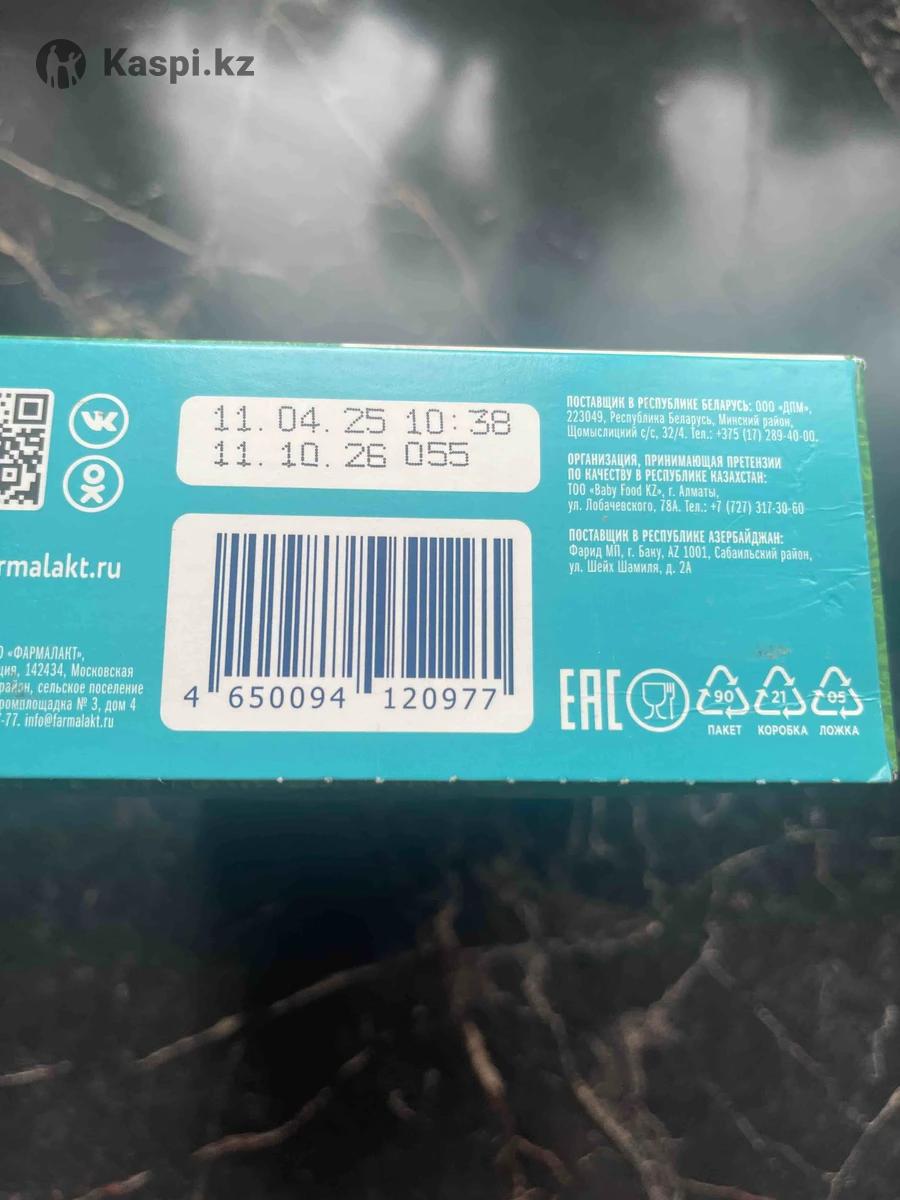 Kaspi.kz
11.04.25 10:38
11.10.26 055
ПОСТАВЩИК В РЕСПУБЛИКЕ БЕЛАРУСЬ: ООО «ДПМ»,
223049, Республика Беларусь, Минский район,
Щомыслицкий с/с, 32/4. Тел.: +375 (17) 289-40-00.
ОРГАНИЗАЦИЯ, ПРИНИМАЮЩАЯ ПРЕТЕНЗИИ
ПО КАЧЕСТВУ В РЕСПУБЛИКЕ КАЗАХСТАН:
ТОО «Baby Food KZ», г. Алматы,
ул. Лобачевского, 78А. Тел.: +7 (727) 317-30-60
ПОСТАВЩИК В РЕСПУБЛИКЕ АЗЕРБАЙДЖАН:
Фарид МП, г. Баку, AZ 1001, Сабаильский район,
ул. Шейх Шамиля, д. 2А
rmalakt.ru
О «ФАРМАЛАКТ»,
ция, 142434, Московская
район, сельское поселение
ромплощадка № 3, дом 4
7-77. info@farmalakt.ru
4 650094 120977
EAC
90 21 05
ПАКЕТ КОРОБКА ЛОЖКА